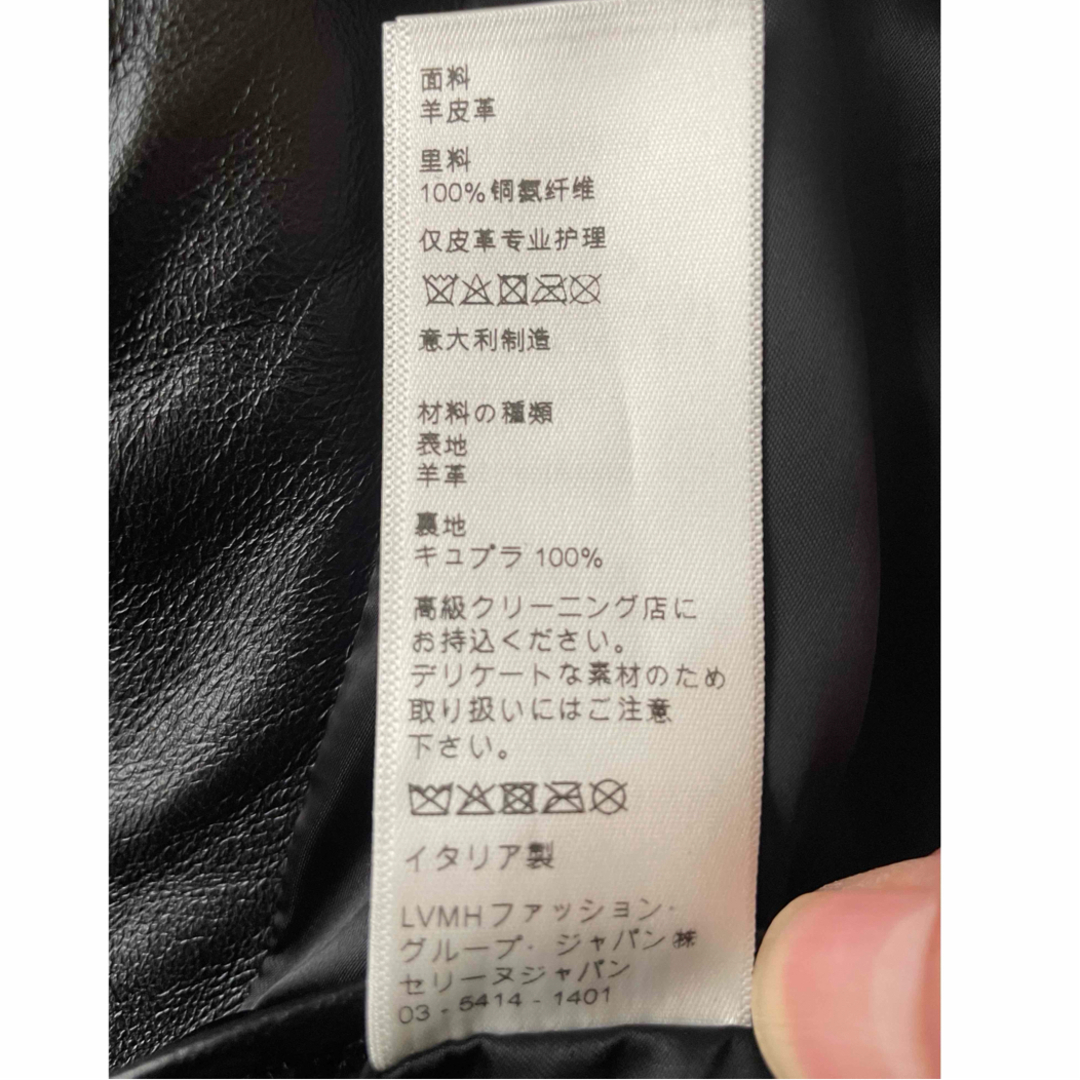 面料
羊皮革
里料
100%铜氨纤维
仅皮革专业护理
意大利制造
材料の種類
表地
羊革
裏地
キュプラ 100%
高級クリーニング店に
お持込ください。
デリケートな素材のため
取り扱いにはご注意
下さい。
イタリア製
LVMHファッション・
グループ・ジャパン㈱
セリーヌジャパン
03 - 5414 - 1401